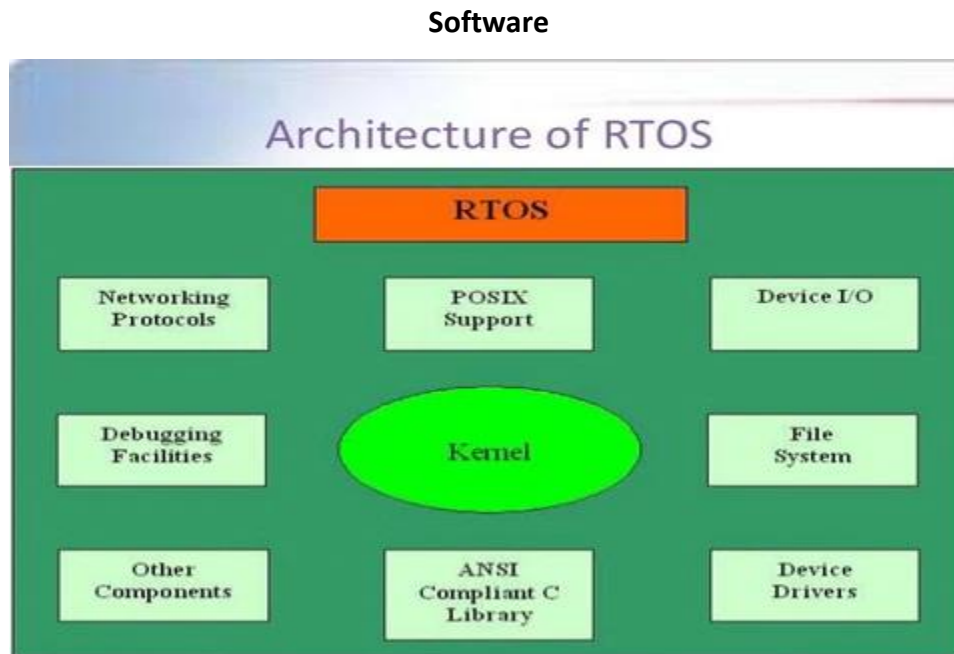 Software
Architecture of RTOS
RTOS
Networking
Protocols
POSIX
Support
Device I/O
Debugging
Facilities
Kernel
File
System
Other
Components
ANSI
Compliant C
Library
Device
Drivers